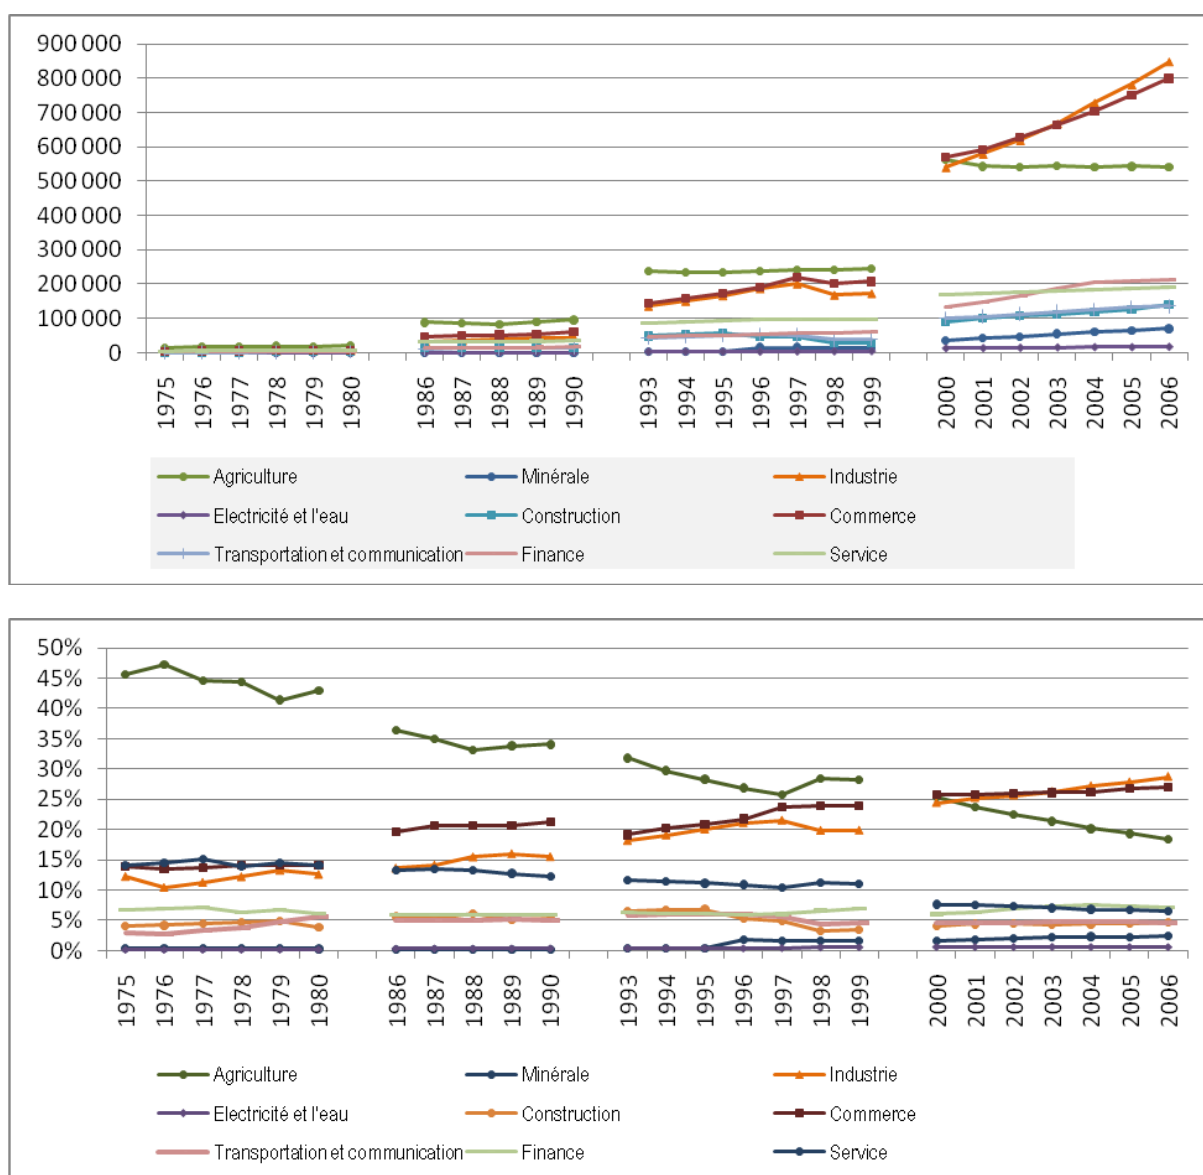 900 000
800 000
700 000
600 000
500 000
400 000
300 000
200 000
100 000
0
1975 1976 1977 1978 1979 1980 1986 1987 1988 1989 1990 1993 1994 1995 1996 1997 1998 1999 2000 2001 2002 2003 2004 2005 2006
Agriculture Minérale Industrie
Electricité et l'eau Construction Commerce
Transportation et communication Finance Service
50%
45%
40%
35%
30%
25%
20%
15%
10%
5%
0%
1975 1976 1977 1978 1979 1980 1986 1987 1988 1989 1990 1993 1994 1995 1996 1997 1998 1999 2000 2001 2002 2003 2004 2005 2006
Agriculture Minérale Industrie
Electricité et l'eau Construction Commerce
Transportation et communication Finance Service